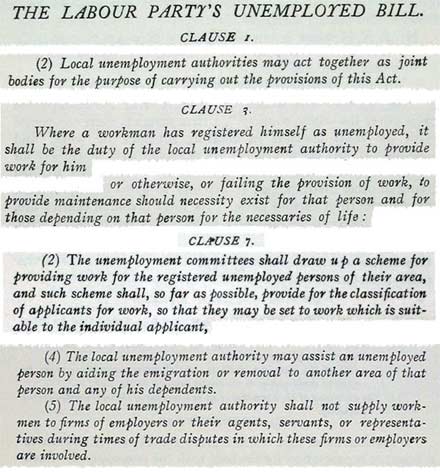 THE LABOUR PARTY'S UNEMPLOYED BILL.
CLAUSE 1.
(2) Local unemployment authorities may act together as joint
bodies for the purpose of carrying out the provisions of this Act.
CLAUSE 3.
Where a workman has registered himself as unemployed, it
shall be the duty of the local unemployment authority to provide
work for him
or otherwise, or failing the provision of work, to
provide maintenance should necessity exist for that person and for
those depending on that person for the necessaries of life :
CLAUSE 7.
(2) The unemployment committees shall draw up a scheme for
providing work for the registered unemployed persons of their area,
and such scheme shall, so far as possible, provide for the classification
of applicants for work, so that they may be set to work which is suit-
able to the individual applicant,
(4) The local unemployment authority may assist an unemployed
person by aiding the emigration or removal to another area of that
person and any of his dependents.
(5) The local unemployment authority shall not supply work-
men to firms of employers or their agents, servants, or representa-
tives during times of trade disputes in which these firms or employers
are involved.